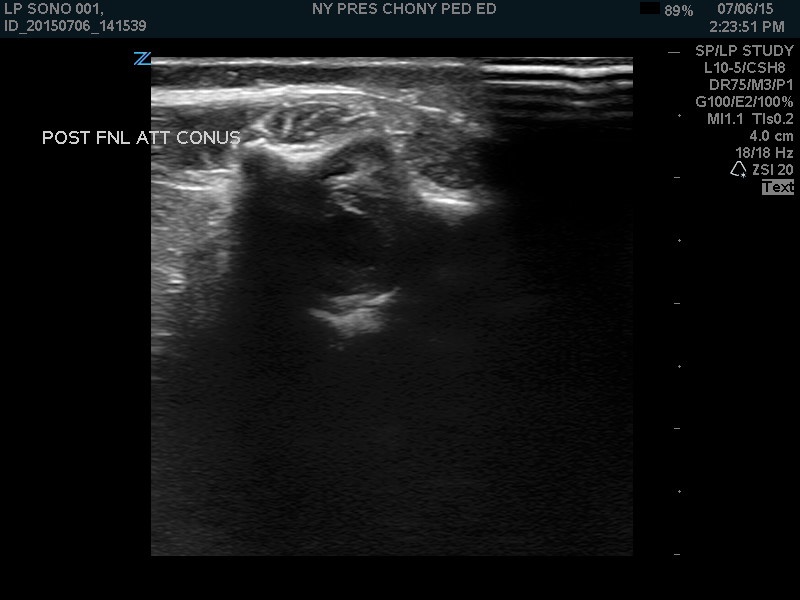 LP SONO 001,
ID_20150706_141539
NY PRES CHONY PED ED
89%
07/06/15
2:23:51 PM
SP/LP STUDY
L10-5/CSH8
DR75/M3/P1
G100/E2/100%
MI1.1 TIs0.2
4.0 cm
18/18 Hz
ZSI 20
Text
Z
POST FNL ATT CONUS